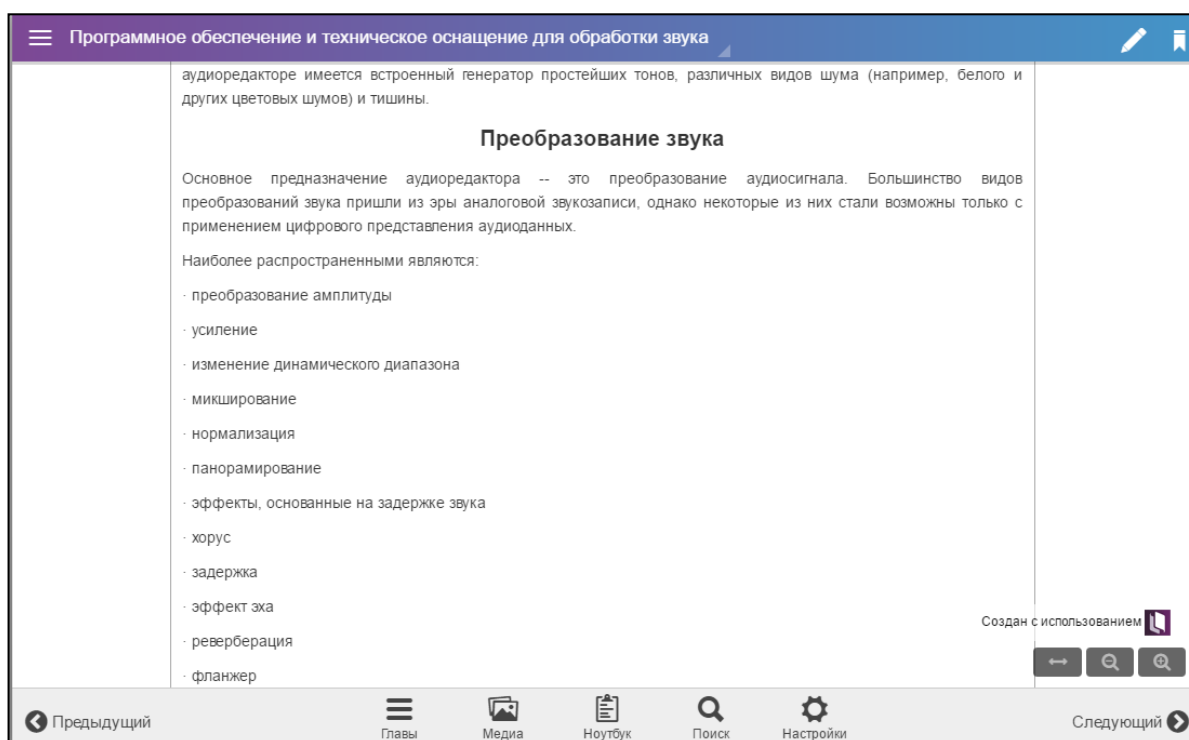 Программное обеспечение и техническое оснащение для обработки звука
аудиоредакторе имеется встроенный генератор простейших тонов, различных видов шума (например, белого и
других цветовых шумов) и тишины.
Преобразование звука
Основное предназначение аудиоредактора -- это преобразование аудиосигнала. Большинство видов
преобразований звука пришли из эры аналоговой звукозаписи, однако некоторые из них стали возможны только с
применением цифрового представления аудиоданных.
Наиболее распространенными являются:
· преобразование амплитуды
· усиление
· изменение динамического диапазона
· микширование
· нормализация
· панорамирование
· эффекты, основанные на задержке звука
· хорус
· задержка
· эффект эха
· реверберация
· фланжер
Создан с использованием
Предыдущий
Главы
Медиа
Ноутбук
Поиск
Настройки
Следующий